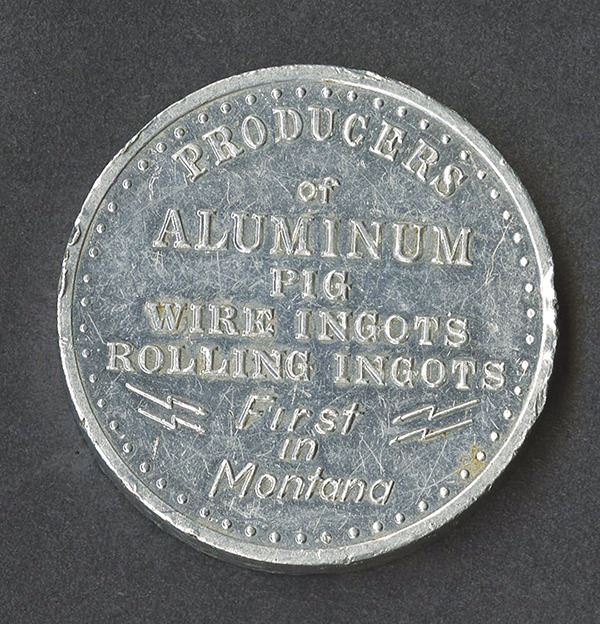 PRODUCERS
of
ALUMINUM
PIG
WIRE INGOTS
ROLLING INGOTS
First
in
Montana